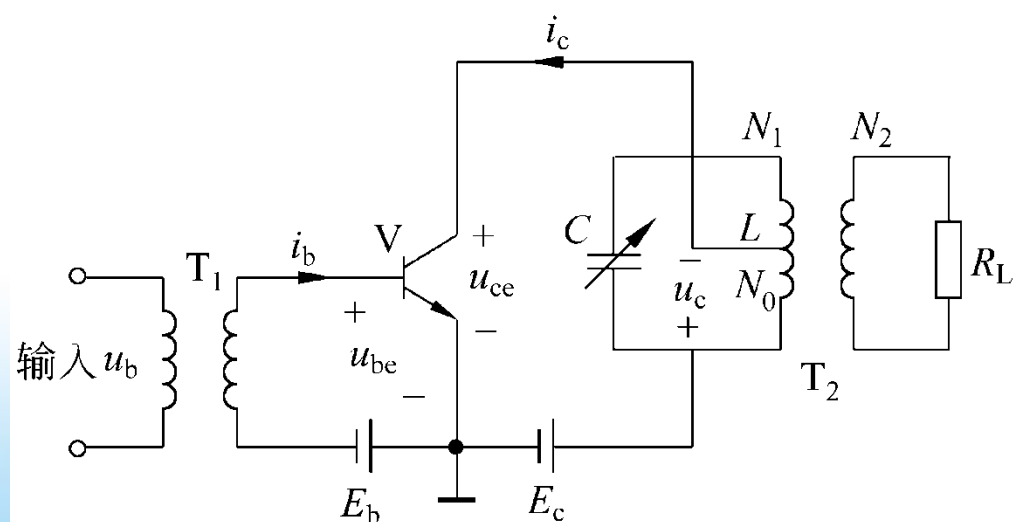 i_c
N_1
N_2
V
+
C
L
R_L
T_1
i_b
u_ce
−
u_c
N_0
+
−
+
输入 u_b
u_be
T_2
−
E_b
E_c